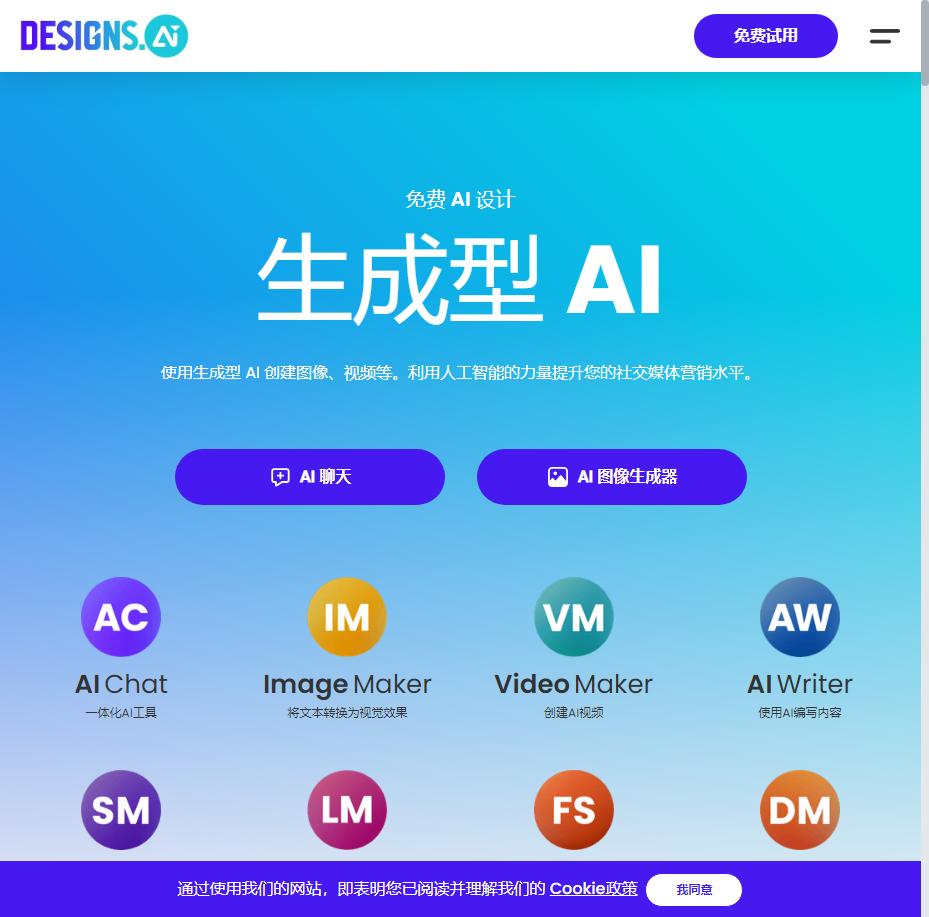 DESIGNS.Ai
免费试用
免费 AI 设计
生成型 AI
使用生成型 AI 创建图像、视频等。利用人工智能的力量提升您的社交媒体营销水平。
AI 聊天
AI 图像生成器
AC
IM
VM
AW
AI Chat
Image Maker
Video Maker
AI Writer
一体化AI工具
将文本转换为视觉效果
创建AI视频
使用AI编写内容
SM
LM
FS
DM
通过使用我们的网站，即表明您已阅读并理解我们的 Cookie政策
我同意